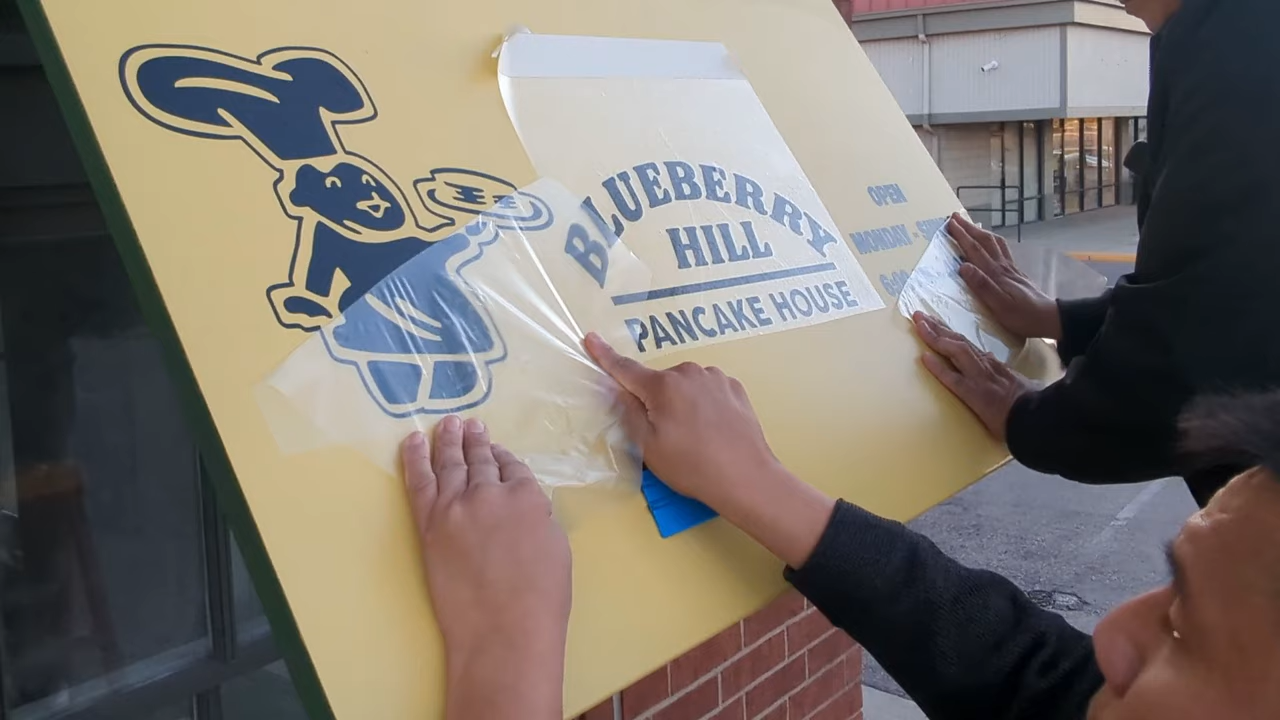 BLUEBERRY
HILL
PANCAKE HOUSE
OPEN
MONDAY -